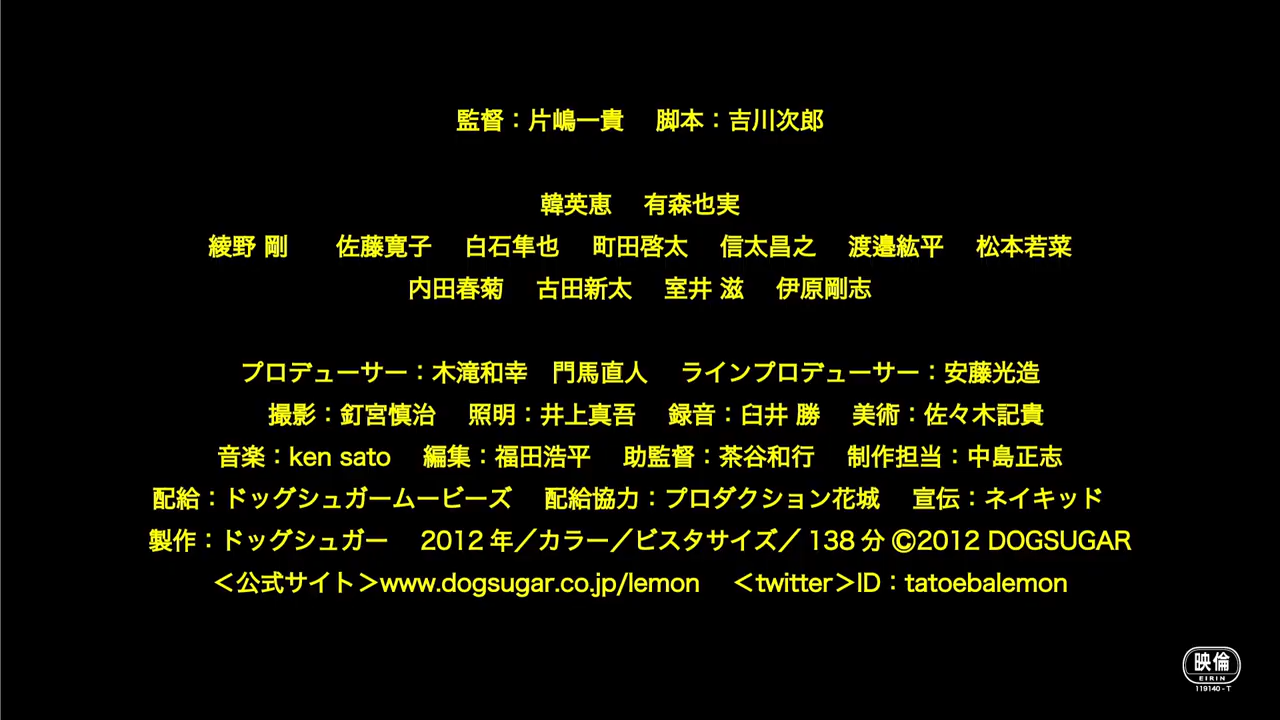 監督：片嶋一貴　脚本：吉川次郎
韓英恵　有森也実
綾野 剛　佐藤寛子　白石隼也　町田啓太　信太昌之　渡邊紘平　松本若菜
内田春菊　古田新太　室井 滋　伊原剛志
プロデューサー：木滝和幸　門馬直人　ラインプロデューサー：安藤光造
撮影：釘宮慎治　照明：井上真吾　録音：臼井 勝　美術：佐々木記貴
音楽：ken sato　編集：福田浩平　助監督：茶谷和行　制作担当：中島正志
配給：ドッグシュガームービーズ　配給協力：プロダクション花城　宣伝：ネイキッド
製作：ドッグシュガー　2012 年／カラー／ビスタサイズ／ 138 分 ©2012 DOGSUGAR
＜公式サイト＞www.dogsugar.co.jp/lemon　＜twitter＞ID：tatoebalemon
映倫
EIRIN
119140 - T